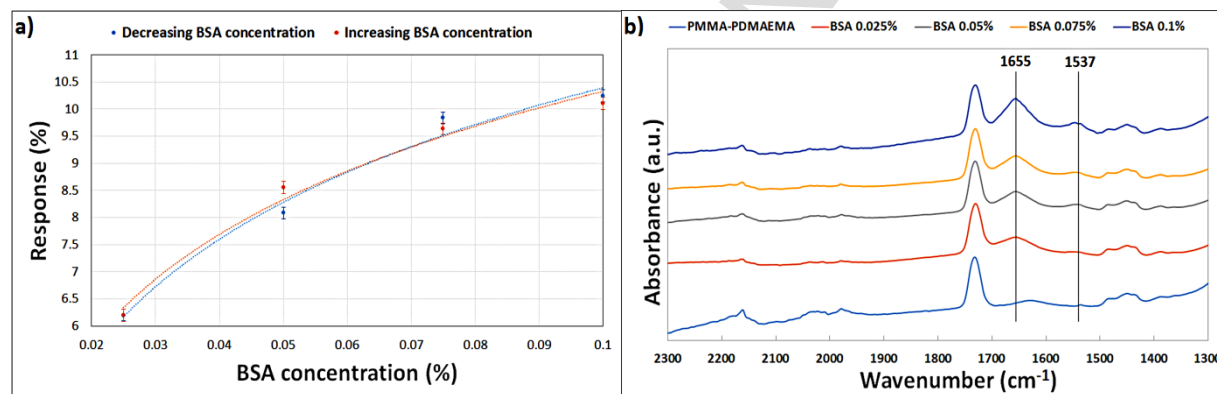 a)
Decreasing BSA concentration
Increasing BSA concentration
Response (%)
11
10.5
10
9.5
9
8.5
8
7.5
7
6.5
6
0.02
0.03
0.04
0.05
0.06
0.07
0.08
0.09
0.1
BSA concentration (%)
b)
PMMA-PDMAEMA
BSA 0.025%
BSA 0.05%
BSA 0.075%
BSA 0.1%
1655
1537
Absorbance (a.u.)
2300
2200
2100
2000
1900
1800
1700
1600
1500
1400
1300
Wavenumber (cm⁻¹)